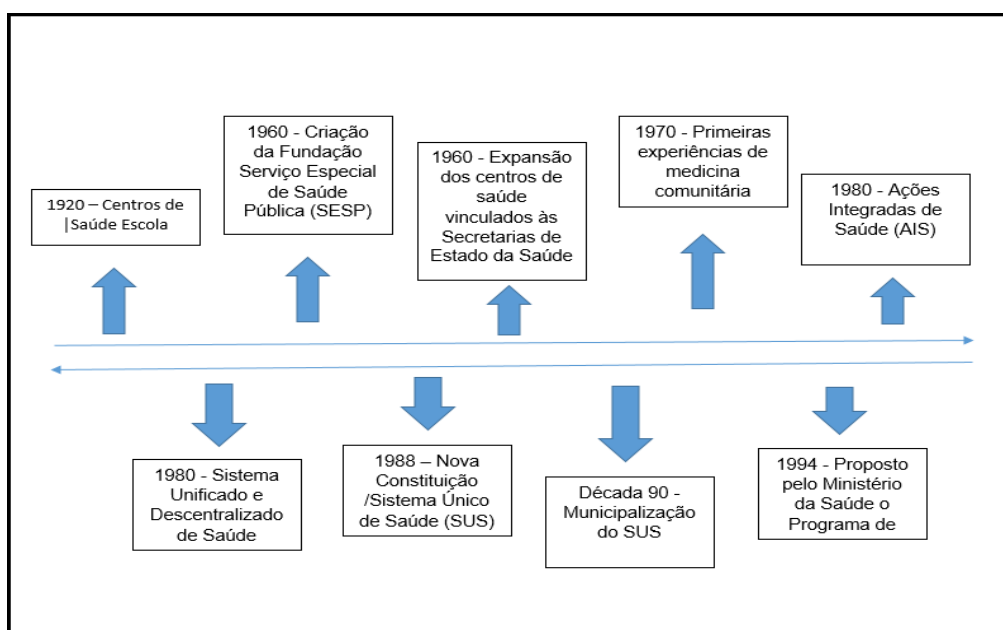 1920 – Centros de
|Saúde Escola
1960 - Criação
da Fundação
Serviço Especial
de Saúde
Pública (SESP)
1960 - Expansão
dos centros de
saúde
vinculados às
Secretarias de
Estado da Saúde
1970 - Primeiras
experiências de
medicina
comunitária
1980 - Ações
Integradas de
Saúde (AIS)
1980 - Sistema
Unificado e
Descentralizado
de Saúde
1988 – Nova
Constituição
/Sistema Único
de Saúde (SUS)
Década 90 -
Municipalização
do SUS
1994 - Proposto
pelo Ministério
da Saúde o
Programa de